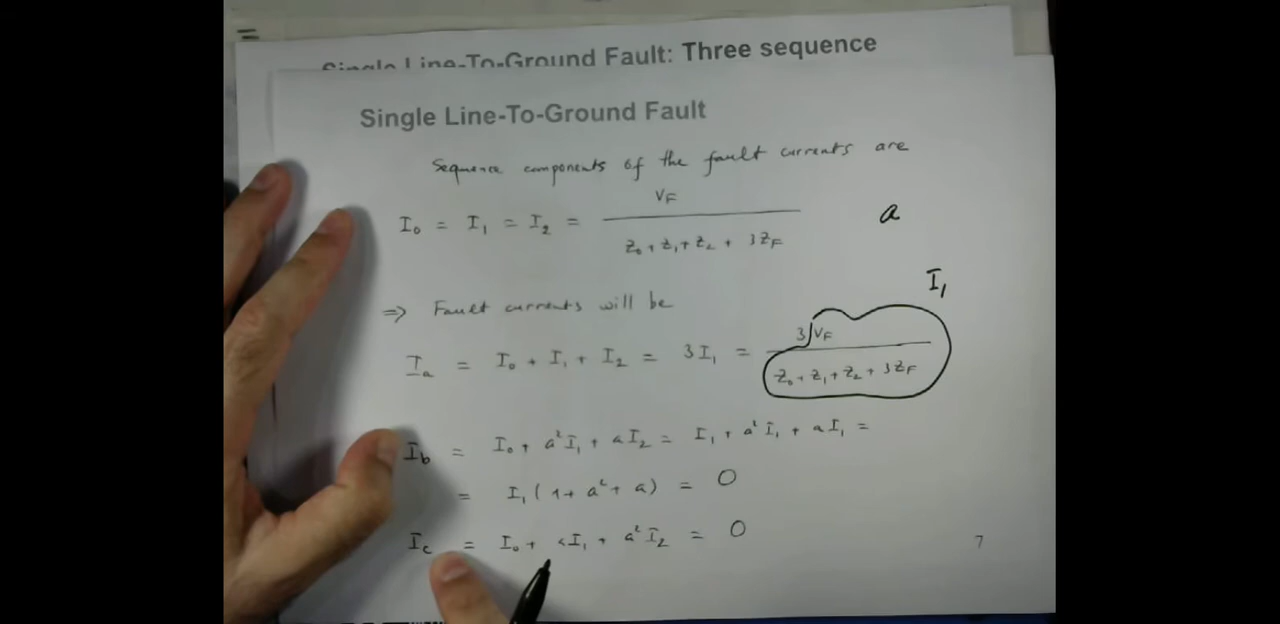 Single Line-To-Ground Fault: Three sequence
Single Line-To-Ground Fault
Sequence components of the fault currents are
I₀ = I₁ = I₂ = V_F / (Z₀ + Z₁ + Z₂ + 3Z_F)
a
I₁
⇒ Fault currents will be
I_a = I₀ + I₁ + I₂ = 3I₁ = 3 V_F / (Z₀ + Z₁ + Z₂ + 3Z_F)
I_b = I₀ + a²I₁ + aI₂ = I₁ + a²I₁ + aI₁ =
= I₁(1 + a² + a) = 0
I_c = I₀ + aI₁ + a²I₂ = 0
7